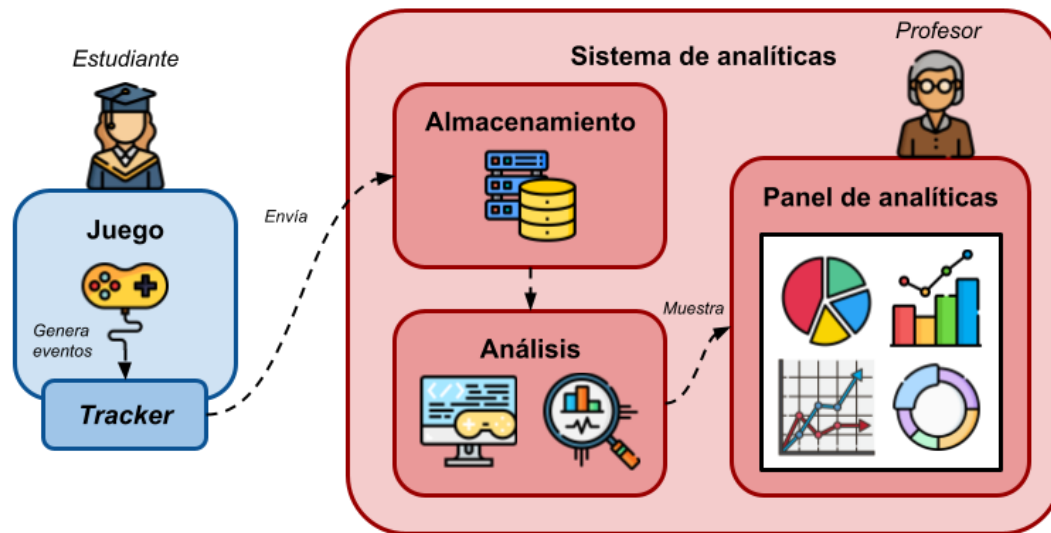 Estudiante
Juego
Genera
eventos
Tracker
Envía
Sistema de analíticas
Profesor
Almacenamiento
Análisis
Muestra
Panel de analíticas